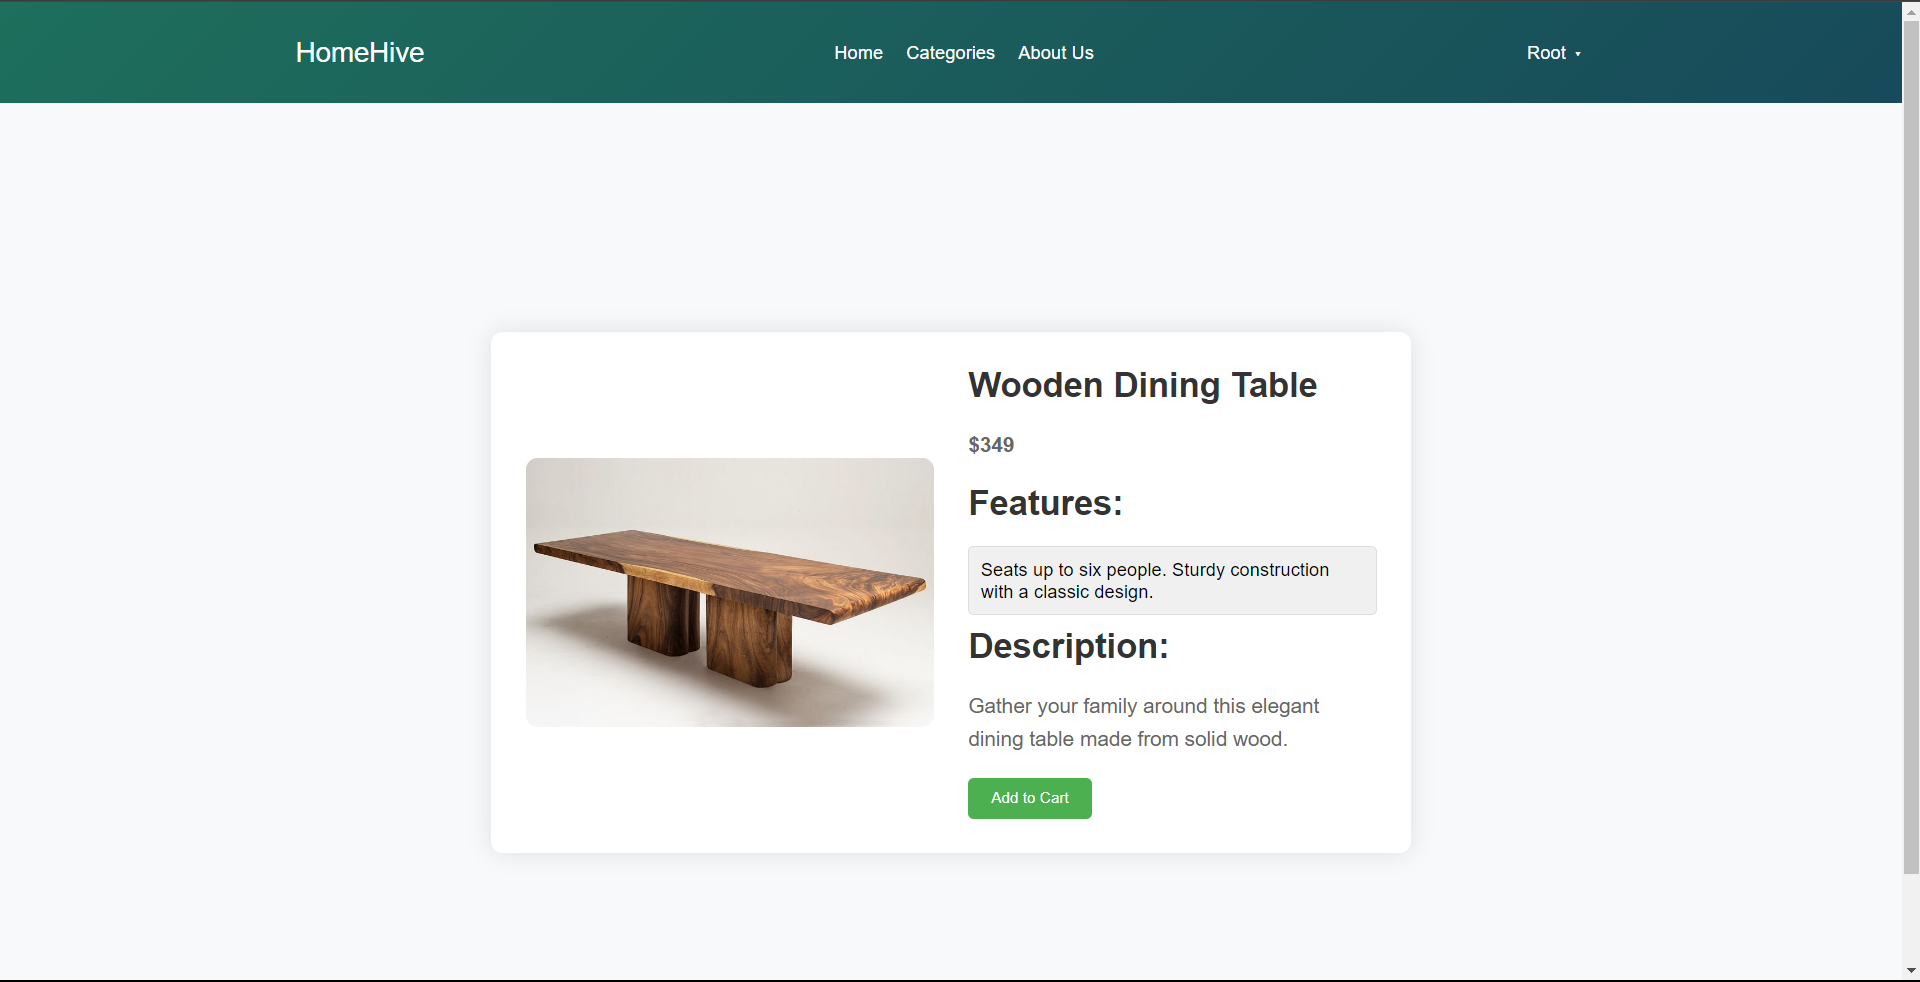 HomeHive
Home Categories About Us
Root
Wooden Dining Table
$349
Features:
Seats up to six people. Sturdy construction
with a classic design.
Description:
Gather your family around this elegant
dining table made from solid wood.
Add to Cart